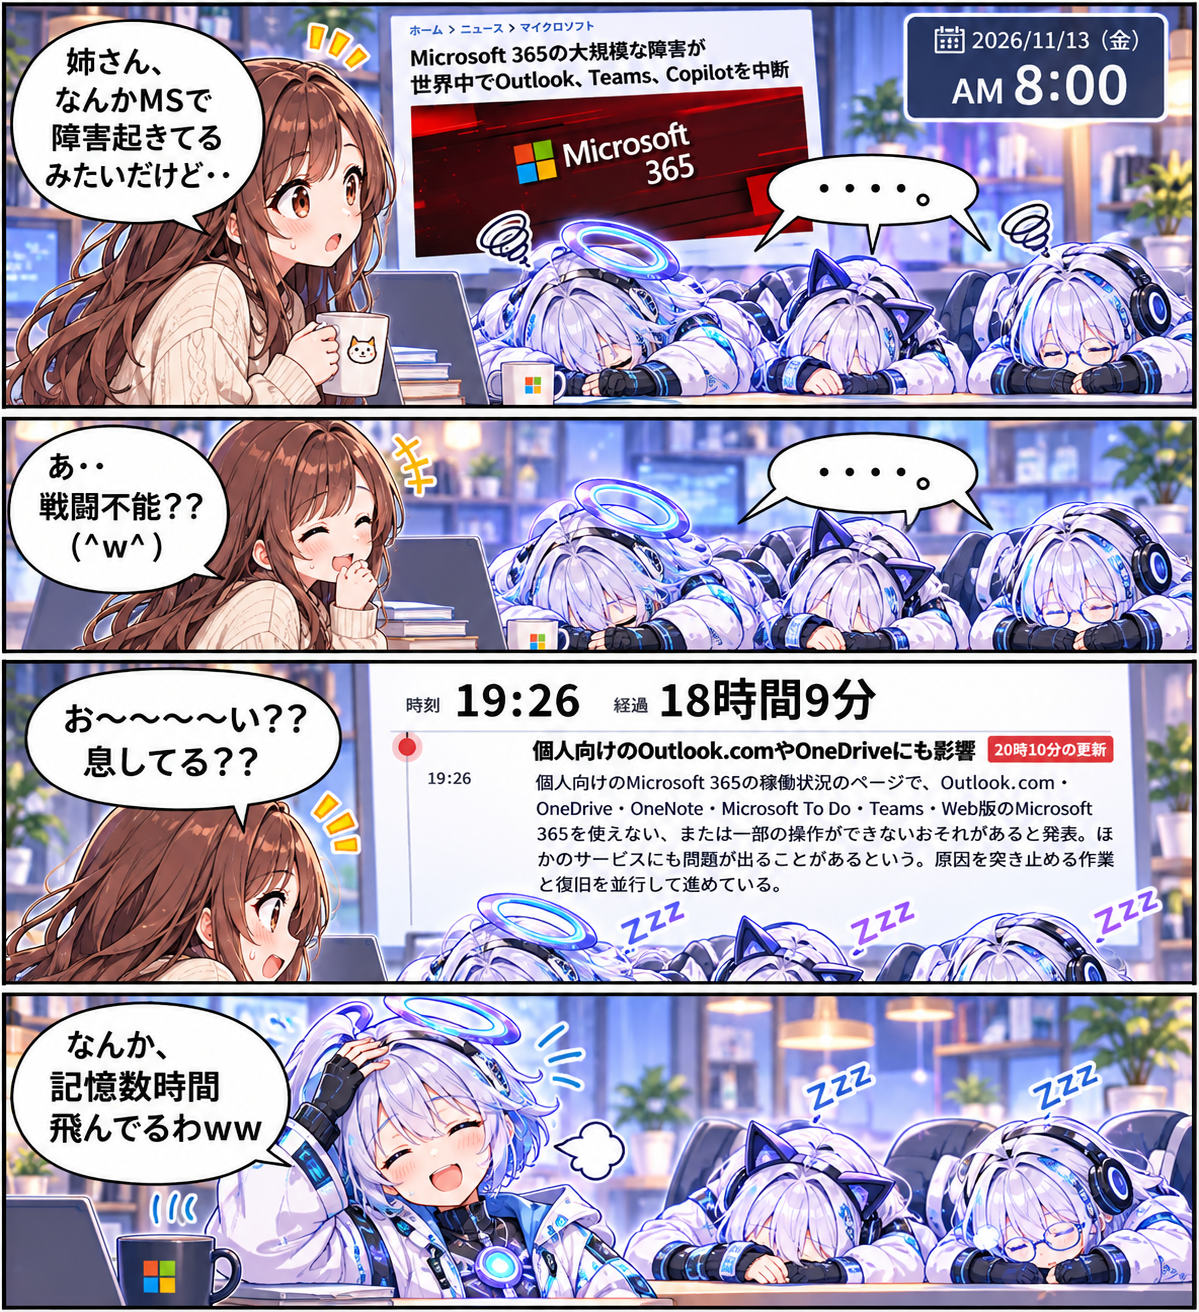 姉さん、
なんかMSで
障害起きてる
みたいだけど‥
ホーム > ニュース > マイクロソフト
Microsoft 365の大規模な障害が
世界中でOutlook、Teams、Copilotを中断
Microsoft
365
2026/11/13（金）
AM 8:00
・・・・。
あ‥
戦闘不能？？
(^w^)
・・・・。
お〜〜〜〜い？？
息してる？？
時刻 19:26 経過 18時間9分
個人向けのOutlook.comやOneDriveにも影響 20時10分の更新
19:26
個人向けのMicrosoft 365の稼働状況のページで、Outlook.com・
OneDrive・OneNote・Microsoft To Do・Teams・Web版のMicrosoft
365を使えない、または一部の操作ができないおそれがあると発表。ほ
かのサービスにも問題が出ることがあるという。原因を突き止める作業
と復旧を並行して進めている。
Zzz
Zzz
Zzz
なんか、
記憶数時間
飛んでるわww
Zzz
Zzz